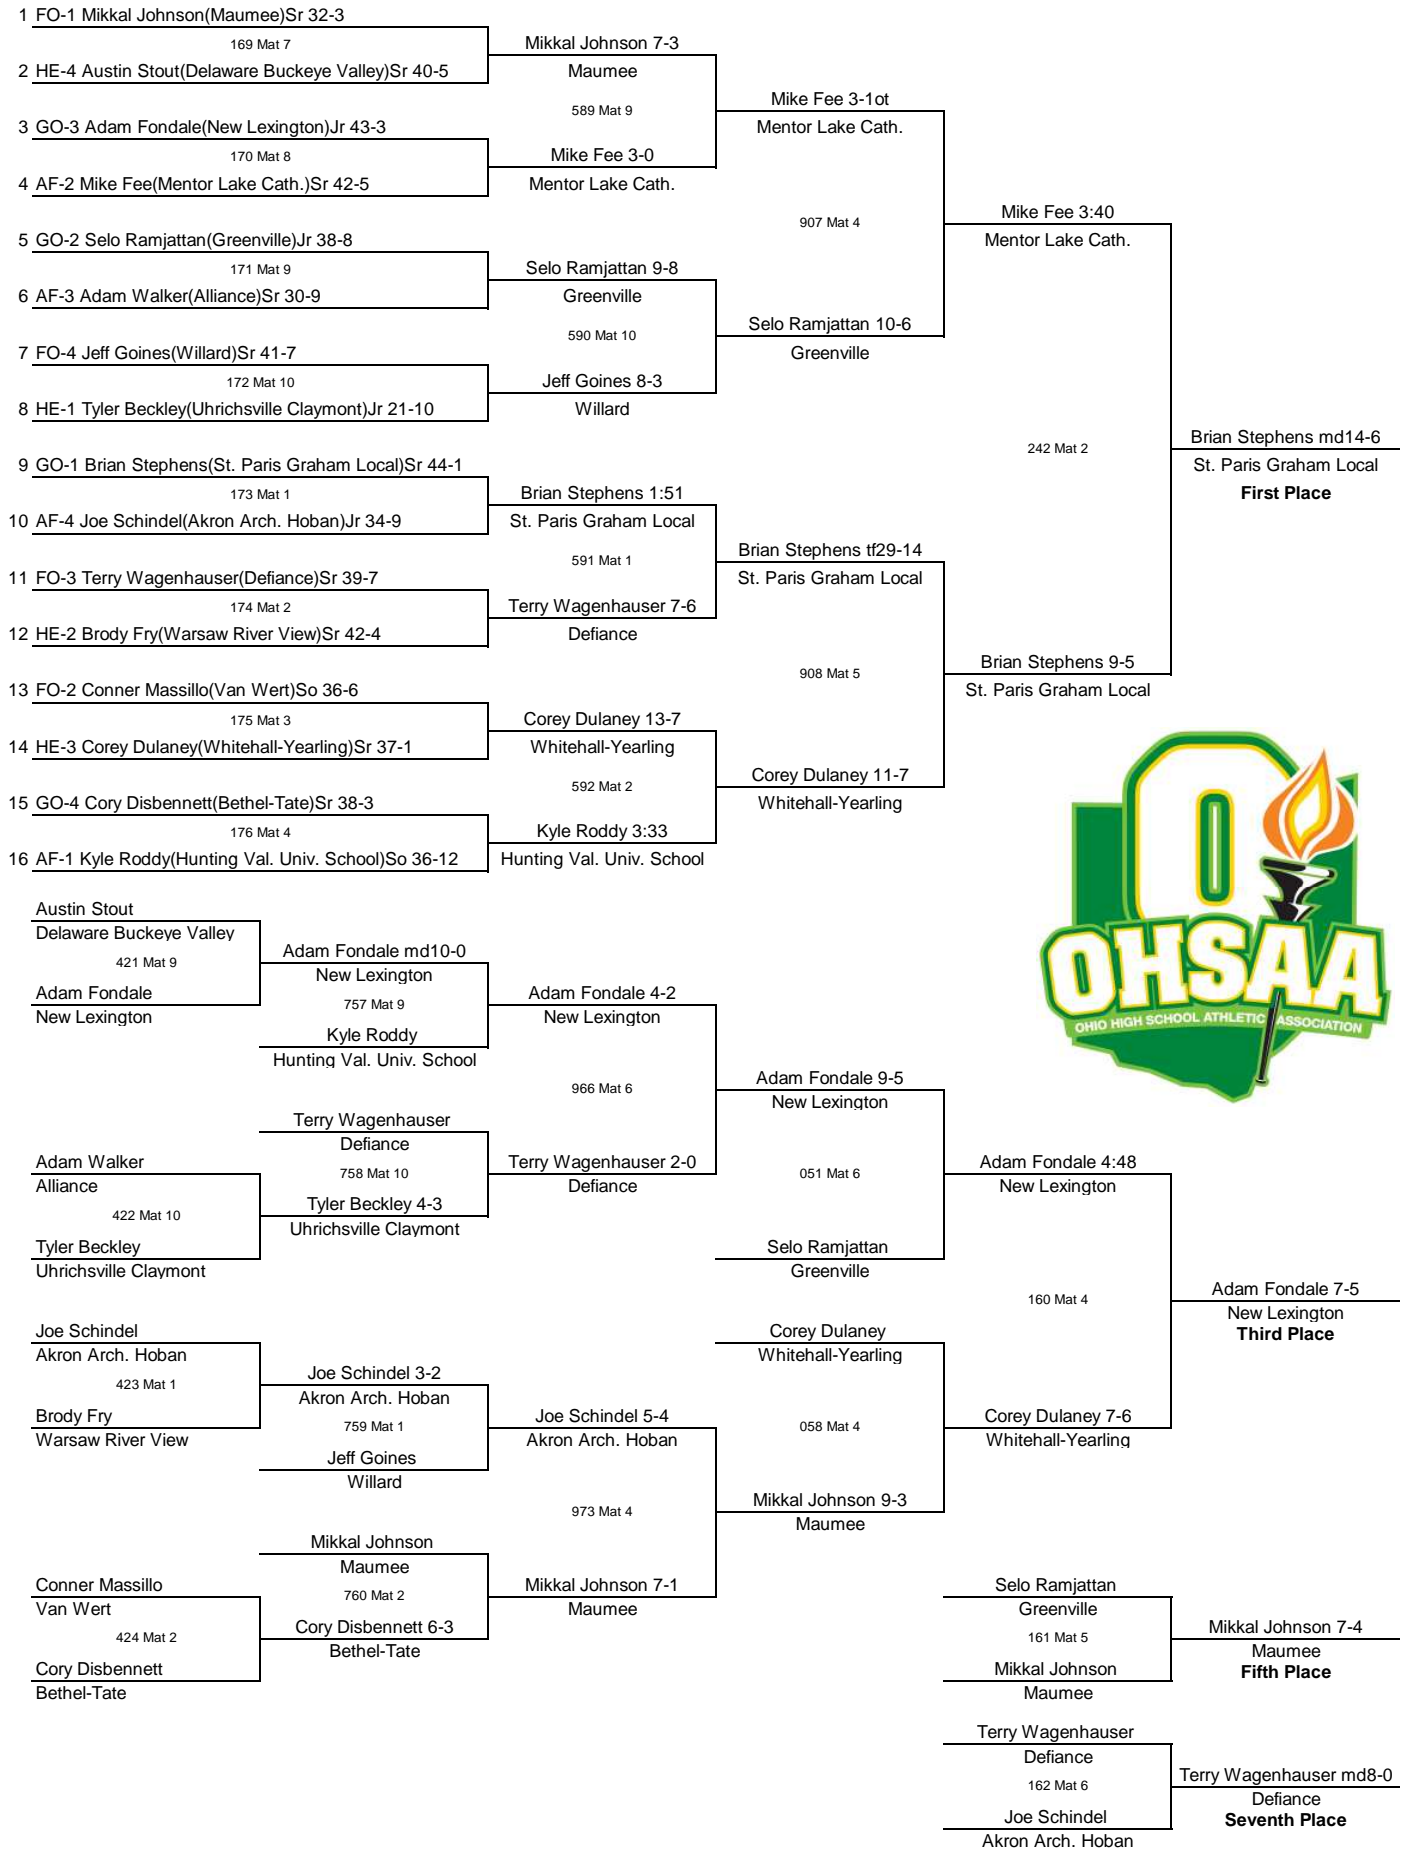 1 FO-1 Mikkal Johnson(Maumee)Sr 32-3
169 Mat 7
2 HE-4 Austin Stout(Delaware Buckeye Valley)Sr 40-5
Mikkal Johnson 7-3
Maumee
589 Mat 9
3 GO-3 Adam Fondale(New Lexington)Jr 43-3
170 Mat 8
4 AF-2 Mike Fee(Mentor Lake Cath.)Sr 42-5
Mike Fee 3-0
Mentor Lake Cath.
Mike Fee 3-1ot
Mentor Lake Cath.
907 Mat 4
5 GO-2 Selo Ramjattan(Greenville)Jr 38-8
171 Mat 9
6 AF-3 Adam Walker(Alliance)Sr 30-9
Selo Ramjattan 9-8
Greenville
590 Mat 10
7 FO-4 Jeff Goines(Willard)Sr 41-7
172 Mat 10
8 HE-1 Tyler Beckley(Uhrichsville Claymont)Jr 21-10
Jeff Goines 8-3
Willard
Selo Ramjattan 10-6
Greenville
Mike Fee 3:40
Mentor Lake Cath.
242 Mat 2
9 GO-1 Brian Stephens(St. Paris Graham Local)Sr 44-1
173 Mat 1
10 AF-4 Joe Schindel(Akron Arch. Hoban)Jr 34-9
Brian Stephens 1:51
St. Paris Graham Local
591 Mat 1
11 FO-3 Terry Wagenhauser(Defiance)Sr 39-7
174 Mat 2
12 HE-2 Brody Fry(Warsaw River View)Sr 42-4
Terry Wagenhauser 7-6
Defiance
Brian Stephens tf29-14
St. Paris Graham Local
908 Mat 5
13 FO-2 Conner Massillo(Van Wert)So 36-6
175 Mat 3
14 HE-3 Corey Dulaney(Whitehall-Yearling)Sr 37-1
Corey Dulaney 13-7
Whitehall-Yearling
592 Mat 2
15 GO-4 Cory Disbennett(Bethel-Tate)Sr 38-3
176 Mat 4
16 AF-1 Kyle Roddy(Hunting Val. Univ. School)So 36-12
Kyle Roddy 3:33
Hunting Val. Univ. School
Corey Dulaney 11-7
Whitehall-Yearling
Brian Stephens 9-5
St. Paris Graham Local
Brian Stephens md14-6
St. Paris Graham Local
First Place
O
OHSAA
OHIO HIGH SCHOOL ATHLETIC ASSOCIATION
Austin Stout
Delaware Buckeye Valley
421 Mat 9
Adam Fondale
New Lexington
Adam Fondale md10-0
New Lexington
757 Mat 9
Kyle Roddy
Hunting Val. Univ. School
Adam Fondale 4-2
New Lexington
966 Mat 6
Terry Wagenhauser
Defiance
758 Mat 10
Adam Walker
Alliance
422 Mat 10
Tyler Beckley
Uhrichsville Claymont
Tyler Beckley 4-3
Uhrichsville Claymont
Terry Wagenhauser 2-0
Defiance
Adam Fondale 9-5
New Lexington
051 Mat 6
Selo Ramjattan
Greenville
Adam Fondale 4:48
New Lexington
160 Mat 4
Joe Schindel
Akron Arch. Hoban
423 Mat 1
Brody Fry
Warsaw River View
Joe Schindel 3-2
Akron Arch. Hoban
759 Mat 1
Jeff Goines
Willard
Joe Schindel 5-4
Akron Arch. Hoban
973 Mat 4
Mikkal Johnson
Maumee
760 Mat 2
Conner Massillo
Van Wert
424 Mat 2
Cory Disbennett
Bethel-Tate
Cory Disbennett 6-3
Bethel-Tate
Mikkal Johnson 7-1
Maumee
Corey Dulaney
Whitehall-Yearling
058 Mat 4
Mikkal Johnson 9-3
Maumee
Corey Dulaney 7-6
Whitehall-Yearling
Adam Fondale 7-5
New Lexington
Third Place
Selo Ramjattan
Greenville
161 Mat 5
Mikkal Johnson
Maumee
Mikkal Johnson 7-4
Maumee
Fifth Place
Terry Wagenhauser
Defiance
162 Mat 6
Joe Schindel
Akron Arch. Hoban
Terry Wagenhauser md8-0
Defiance
Seventh Place